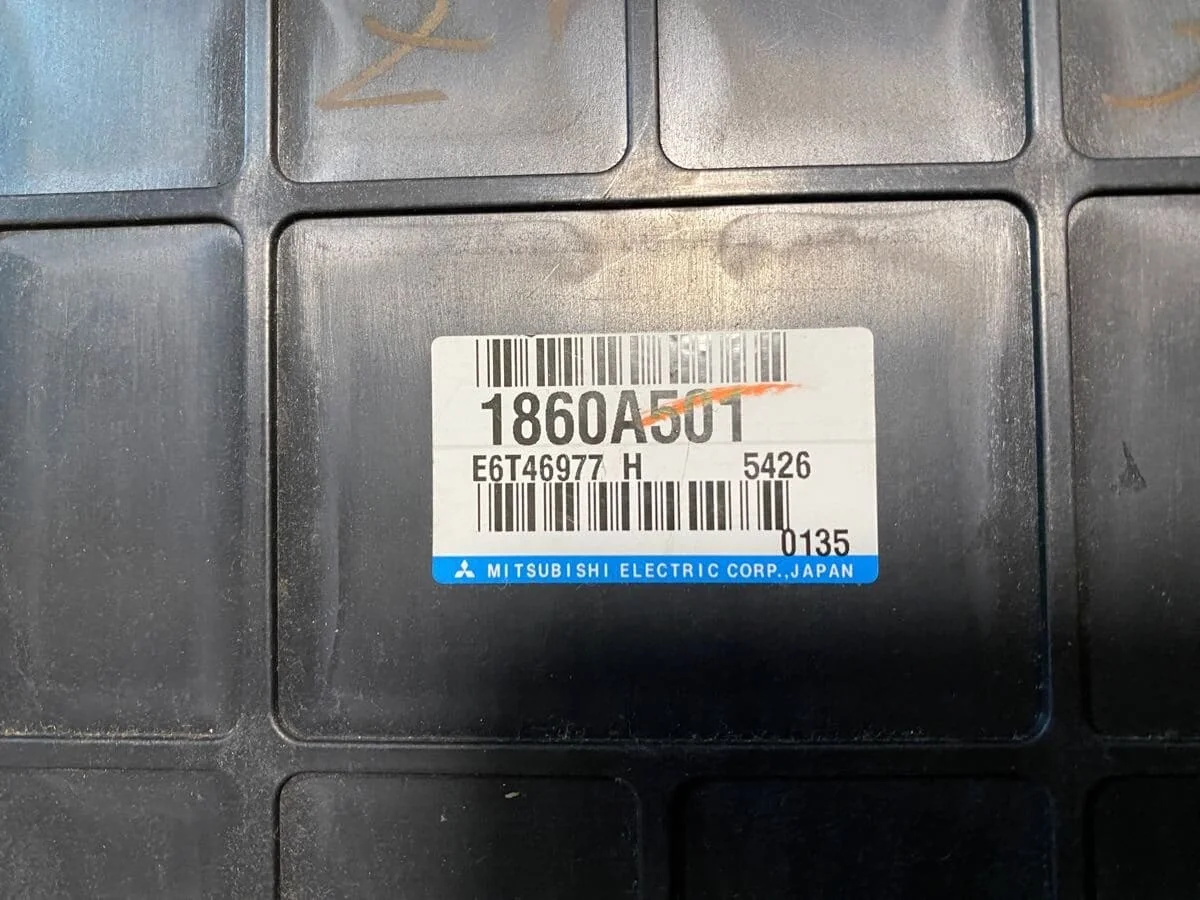 1860A501
E6T46977 H 5426
0135
MITSUBISHI ELECTRIC CORP.,JAPAN